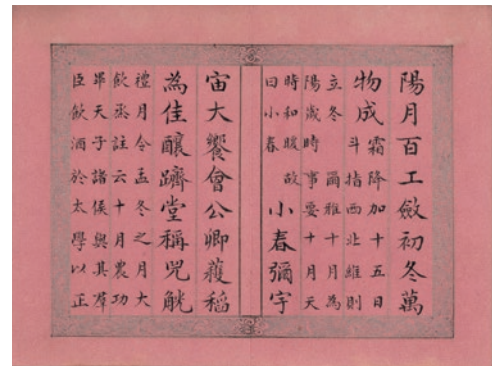 陽月百工斂初冬萬
物成
霜降加十五日
斗指西北維則
立冬 爾雅十月為
陽歲時事要十月天
時和暖故
曰小春
小春彌宇
宙大饗會公卿穫稻
為佳釀躋堂稱兕觥
禮月令孟冬之月大
飲烝註云十月農功
畢天子諸侯與其羣
臣飲酒於太學以正